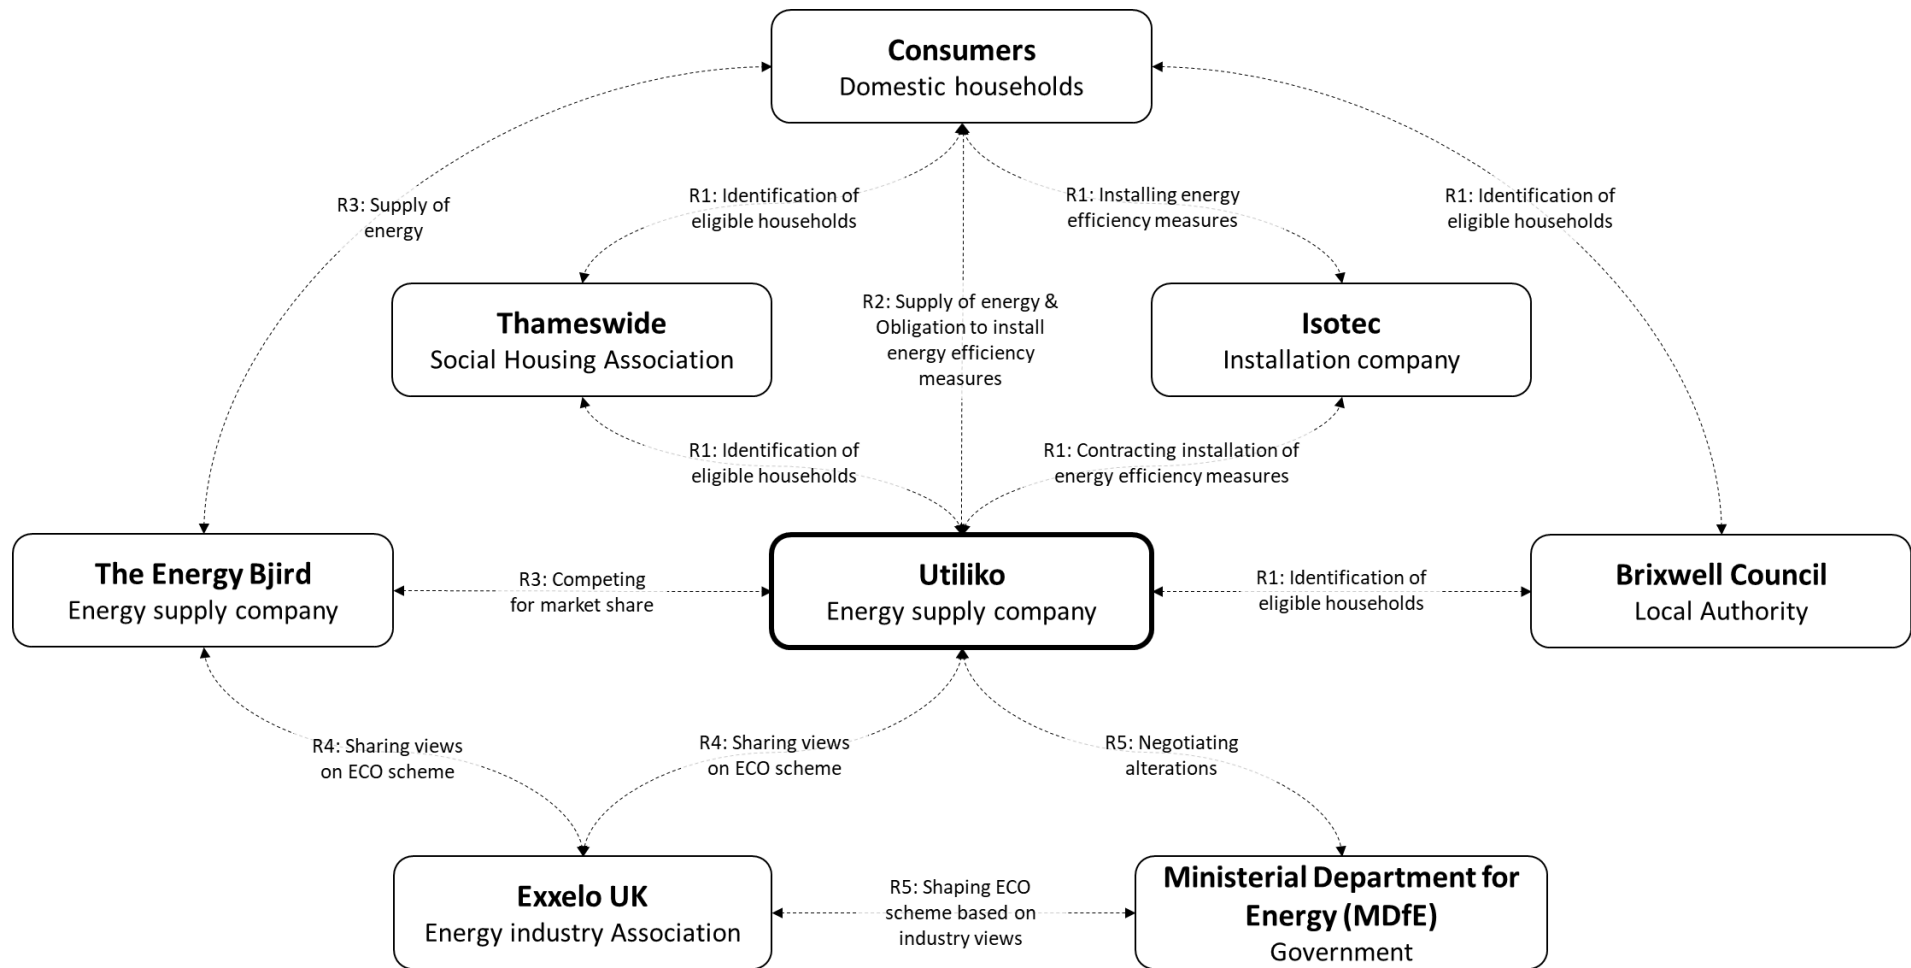 Consumers
Domestic households
R3: Supply of
energy
R1: Identification of
eligible households
R1: Installing energy
efficiency measures
R1: Identification of
eligible households
Thameswide
Social Housing Association
R2: Supply of energy &
Obligation to install
energy efficiency
measures
Isotec
Installation company
R1: Identification of
eligible households
R1: Contracting installation of
energy efficiency measures
The Energy Bjird
Energy supply company
R3: Competing
for market share
Utiliko
Energy supply company
R1: Identification of
eligible households
Brixwell Council
Local Authority
R4: Sharing views
on ECO scheme
R4: Sharing views
on ECO scheme
R5: Negotiating
alterations
Exxelo UK
Energy industry Association
R5: Shaping ECO
scheme based on
industry views
Ministerial Department for
Energy (MDfE)
Government